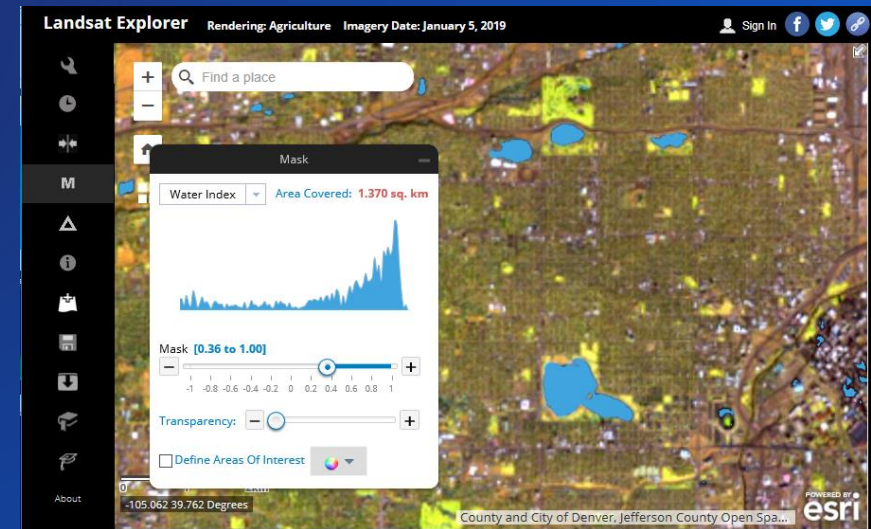 Landsat Explorer Rendering: Agriculture Imagery Date: January 5, 2019 Sign In
Find a place
Mask
M
Water Index Area Covered: 1.370 sq. km
Mask [0.36 to 1.00]
-1 -0.8 -0.6 -0.4 -0.2 0 0.2 0.4 0.6 0.8 1
Transparency:
Define Areas Of Interest
About
-105.062 39.762 Degrees
County and City of Denver, Jefferson County Open Spa...
POWERED BY
esri